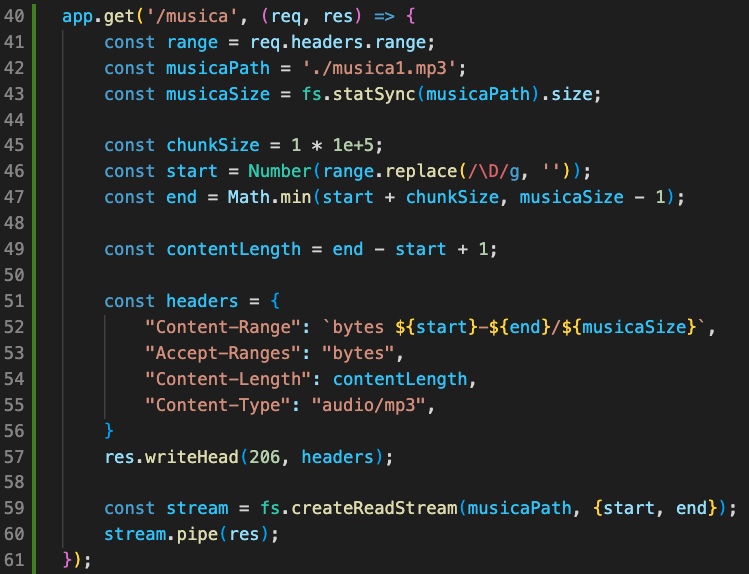 40 app.get('/musica', (req, res) => {
41     const range = req.headers.range;
42     const musicaPath = './musica1.mp3';
43     const musicaSize = fs.statSync(musicaPath).size;
44
45     const chunkSize = 1 * 1e+5;
46     const start = Number(range.replace(/\D/g, ''));
47     const end = Math.min(start + chunkSize, musicaSize - 1);
48
49     const contentLength = end - start + 1;
50
51     const headers = {
52         "Content-Range": `bytes ${start}-${end}/${musicaSize}`,
53         "Accept-Ranges": "bytes",
54         "Content-Length": contentLength,
55         "Content-Type": "audio/mp3",
56     }
57     res.writeHead(206, headers);
58
59     const stream = fs.createReadStream(musicaPath, {start, end});
60     stream.pipe(res);
61 });